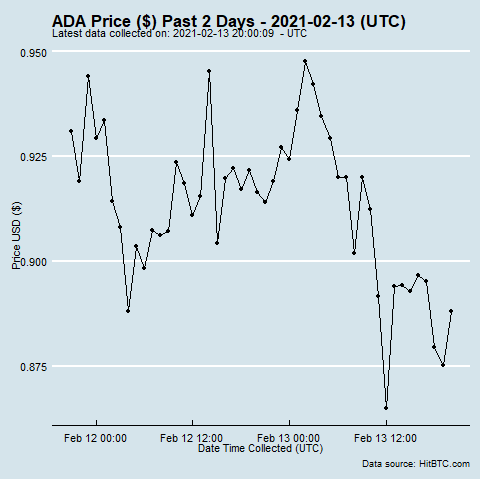 ADA Price ($) Past 2 Days - 2021-02-13 (UTC)
Latest data collected on: 2021-02-13 20:00:09 - UTC
0.950
0.925
0.900
0.875
Price USD ($)
Feb 12 00:00 Feb 12 12:00 Feb 13 00:00 Feb 13 12:00
Date Time Collected (UTC)
Data source: HitBTC.com